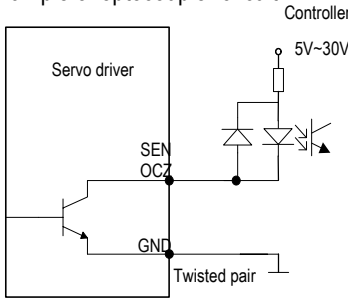 Controller
5V~30V
Servo driver
SEN
OCZ
GND
Twisted pair